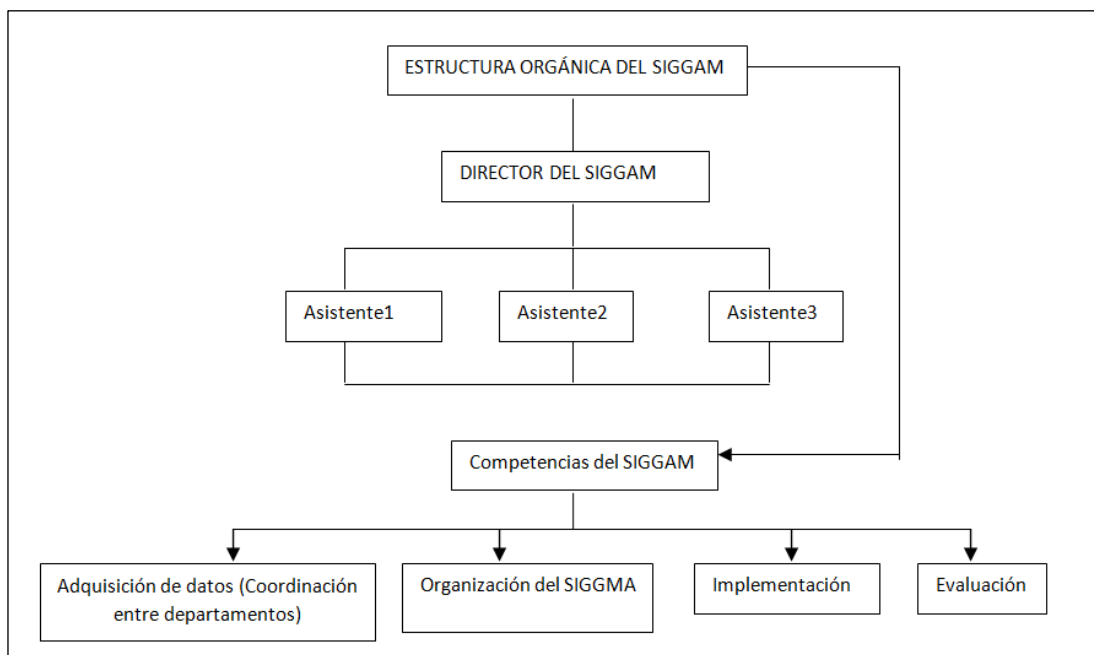 ESTRUCTURA ORGÁNICA DEL SIGGAM
DIRECTOR DEL SIGGAM
Asistente1
Asistente2
Asistente3
Competencias del SIGGAM
Adquisición de datos (Coordinación
entre departamentos)
Organización del SIGGMA
Implementación
Evaluación